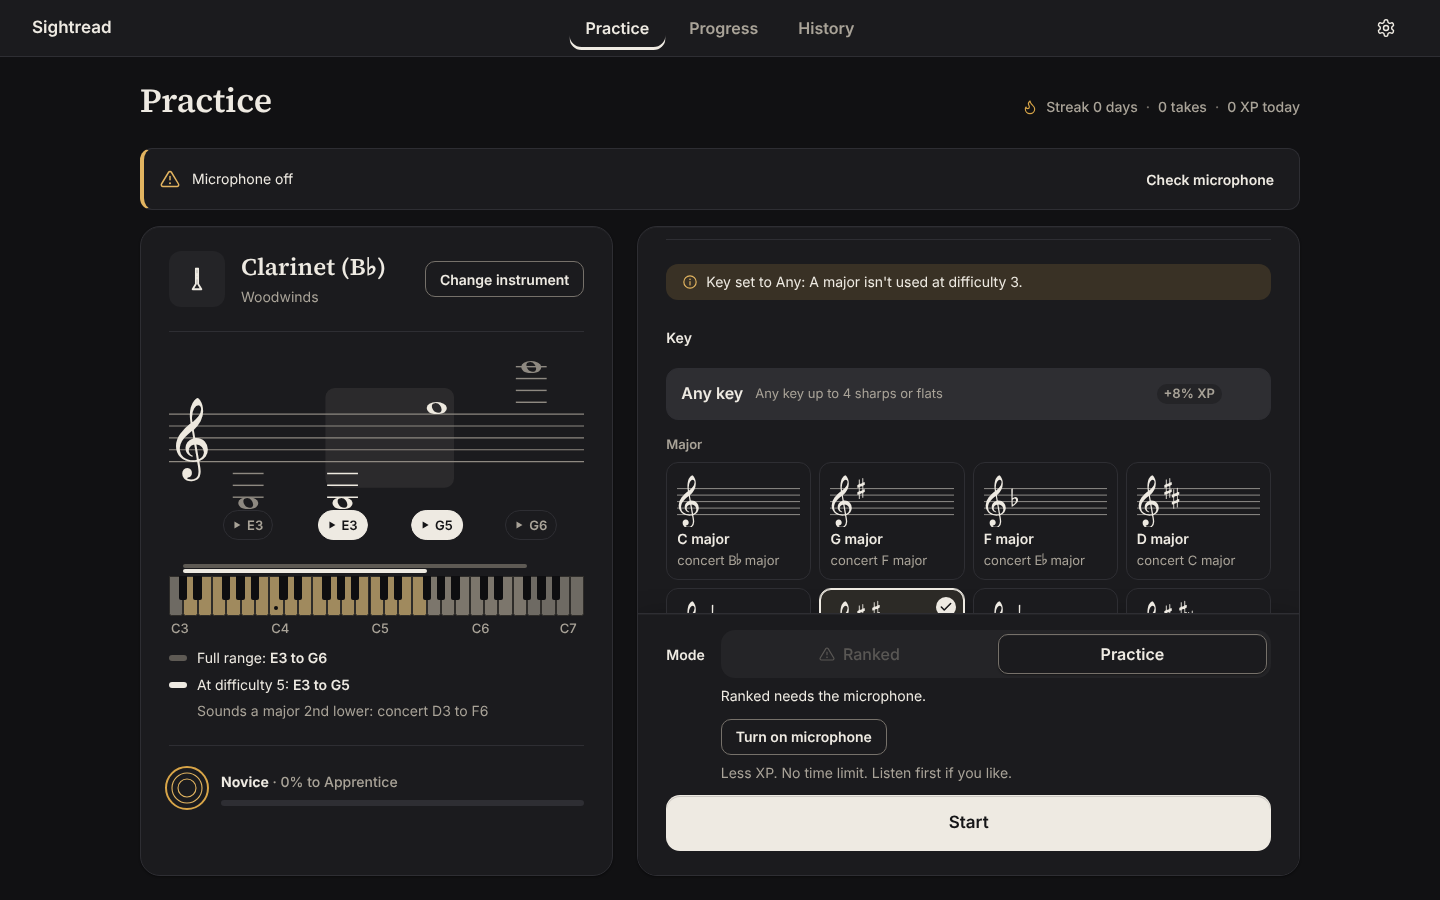 Sightread
Practice
Progress
History
Practice
Streak 0 days · 0 takes · 0 XP today
Microphone off
Check microphone
Clarinet (B♭)
Woodwinds
Change instrument
E3
E3
G5
G6
C3
C4
C5
C6
C7
Full range: E3 to G6
At difficulty 5: E3 to G5
Sounds a major 2nd lower: concert D3 to F6
Novice · 0% to Apprentice
Key set to Any: A major isn't used at difficulty 3.
Key
Any key
Any key up to 4 sharps or flats
+8% XP
Major
C major
concert B♭ major
G major
concert F major
F major
concert E♭ major
D major
concert C major
Mode
Ranked
Practice
Ranked needs the microphone.
Turn on microphone
Less XP. No time limit. Listen first if you like.
Start